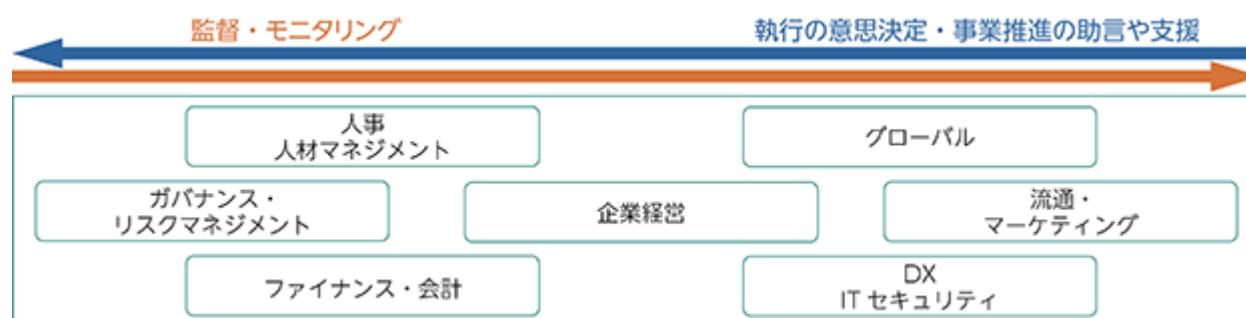 監督・モニタリング
執行の意思決定・事業推進の助言や支援
人事
人材マネジメント
グローバル
ガバナンス・
リスクマネジメント
企業経営
流通・
マーケティング
ファイナンス・会計
DX
IT セキュリティ